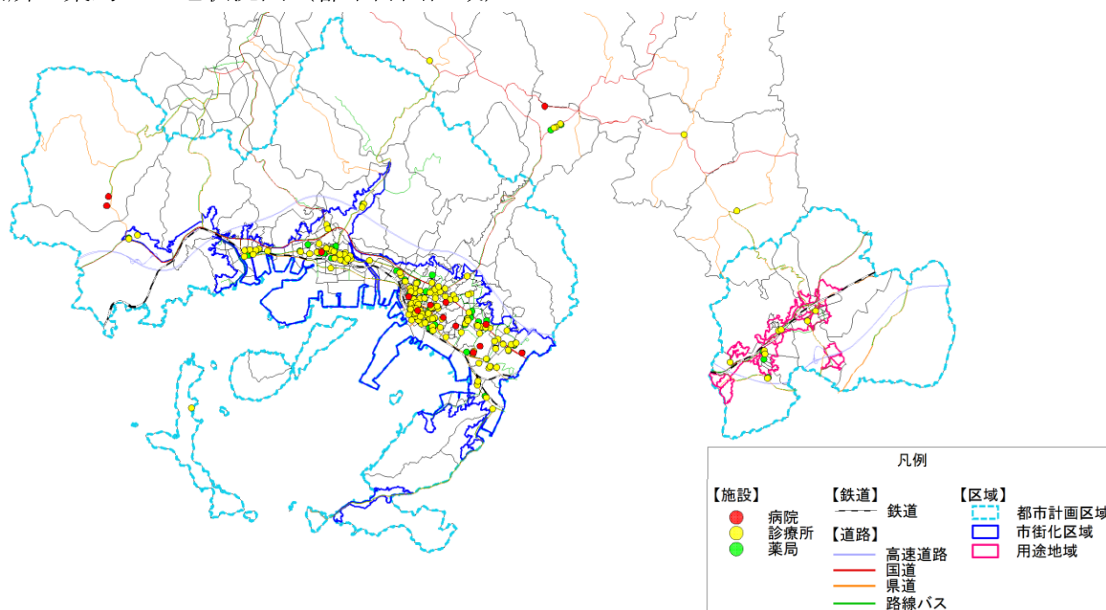 凡例
【施設】
病院
診療所
薬局
【鉄道】
鉄道
【道路】
高速道路
国道
県道
路線バス
【区域】
都市計画区域
市街化区域
用途地域